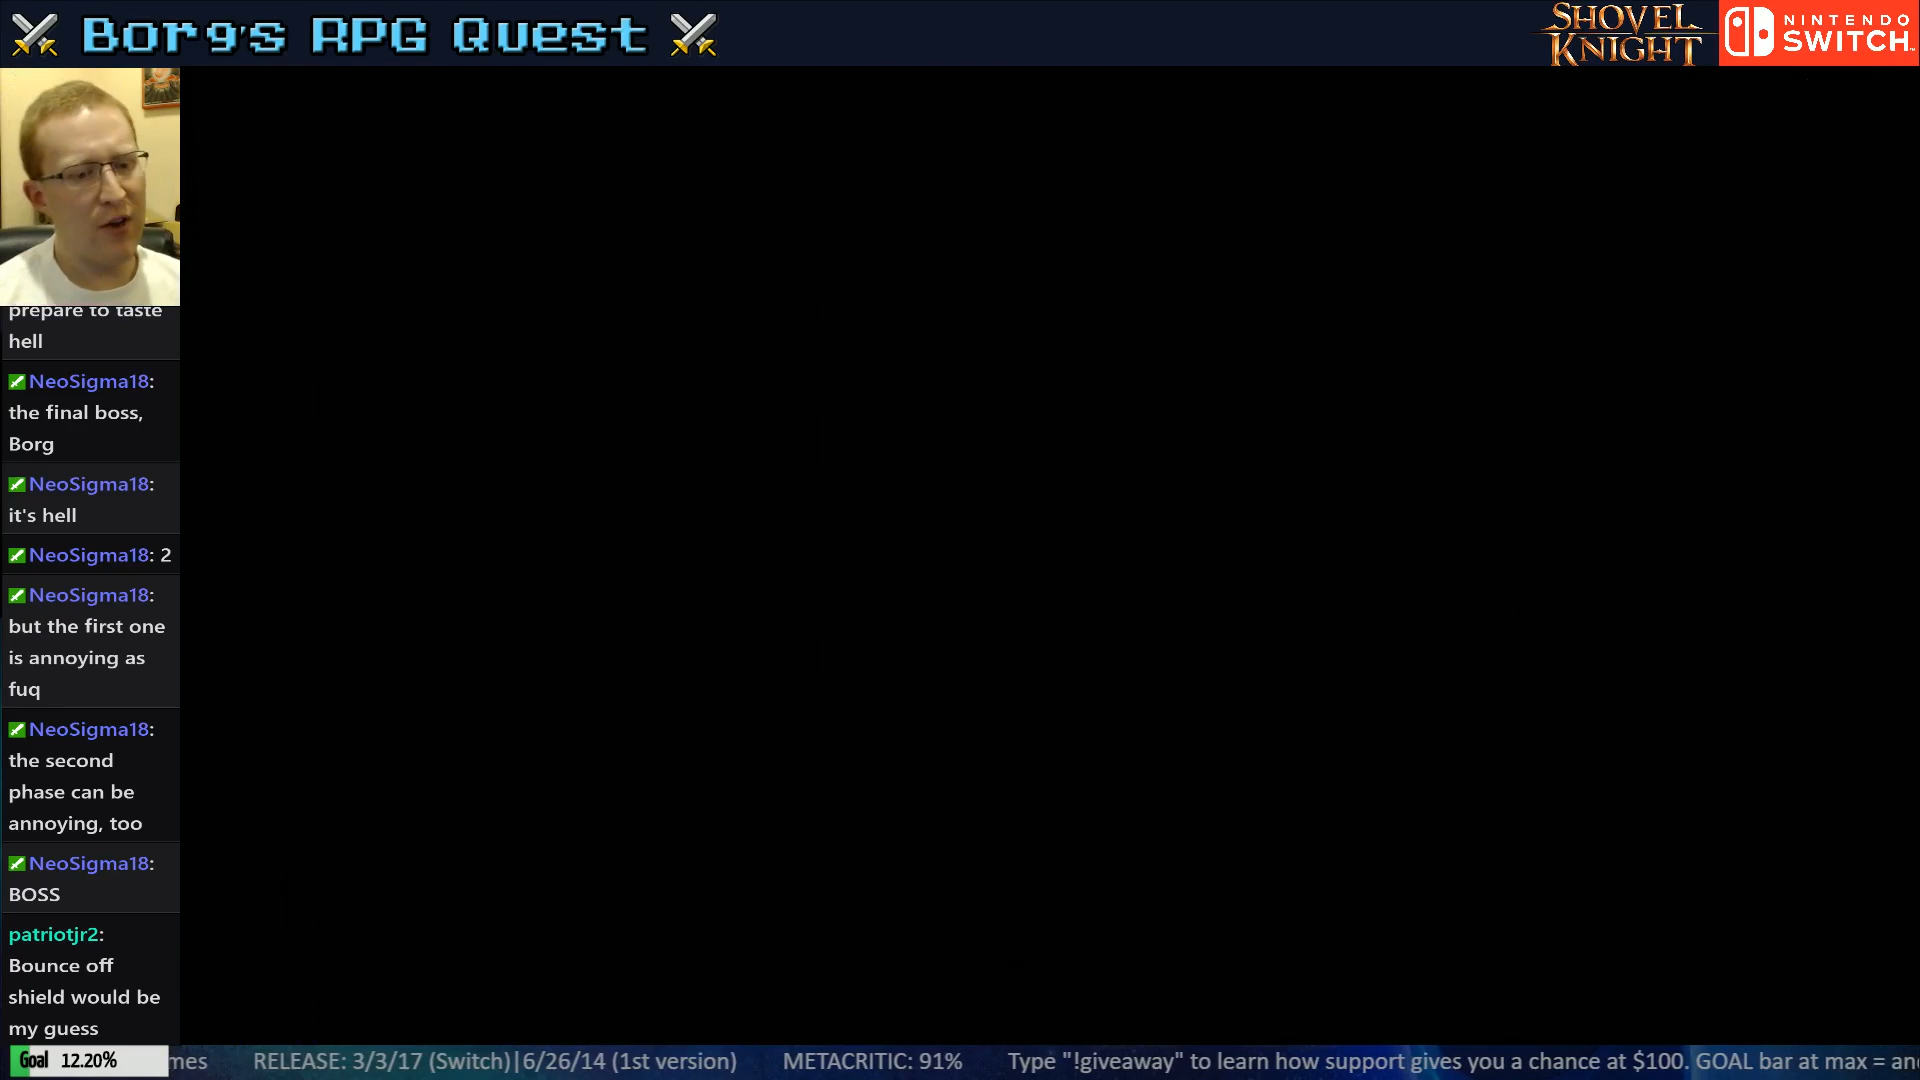 Borg's RPG Quest
SHOVEL
KNIGHT
NINTENDO
SWITCH
prepare to taste
hell
NeoSigma18:
the final boss,
Borg
NeoSigma18:
it's hell
NeoSigma18: 2
NeoSigma18:
but the first one
is annoying as
fuq
NeoSigma18:
the second
phase can be
annoying, too
NeoSigma18:
BOSS
patriotjr2:
Bounce off
shield would be
my guess
Goal 12.20%
mes RELEASE: 3/3/17 (Switch)|6/26/14 (1st version) METACRITIC: 91% Type "!giveaway" to learn how support gives you a chance at $100. GOAL bar at max =